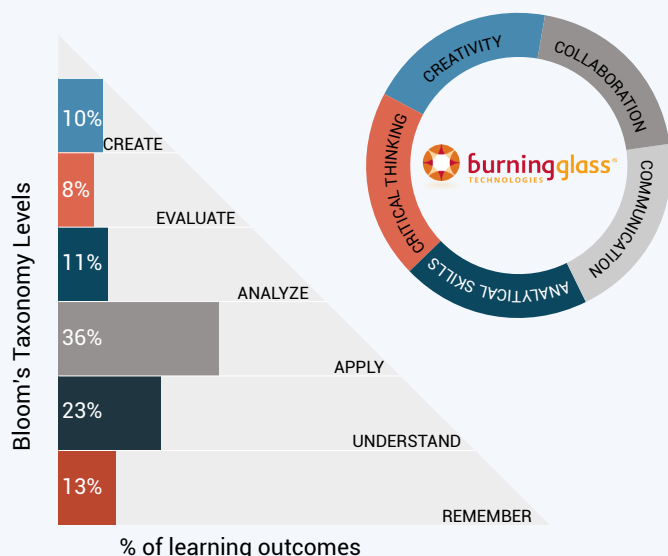 10%
CREATE
8%
EVALUATE
11%
ANALYZE
36%
APPLY
23%
UNDERSTAND
13%
REMEMBER
Bloom's Taxonomy Levels
% of learning outcomes
CREATIVITY
COLLABORATION
COMMUNICATION
ANALYTICAL SKILLS
CRITICAL THINKING
burningglass®
TECHNOLOGIES